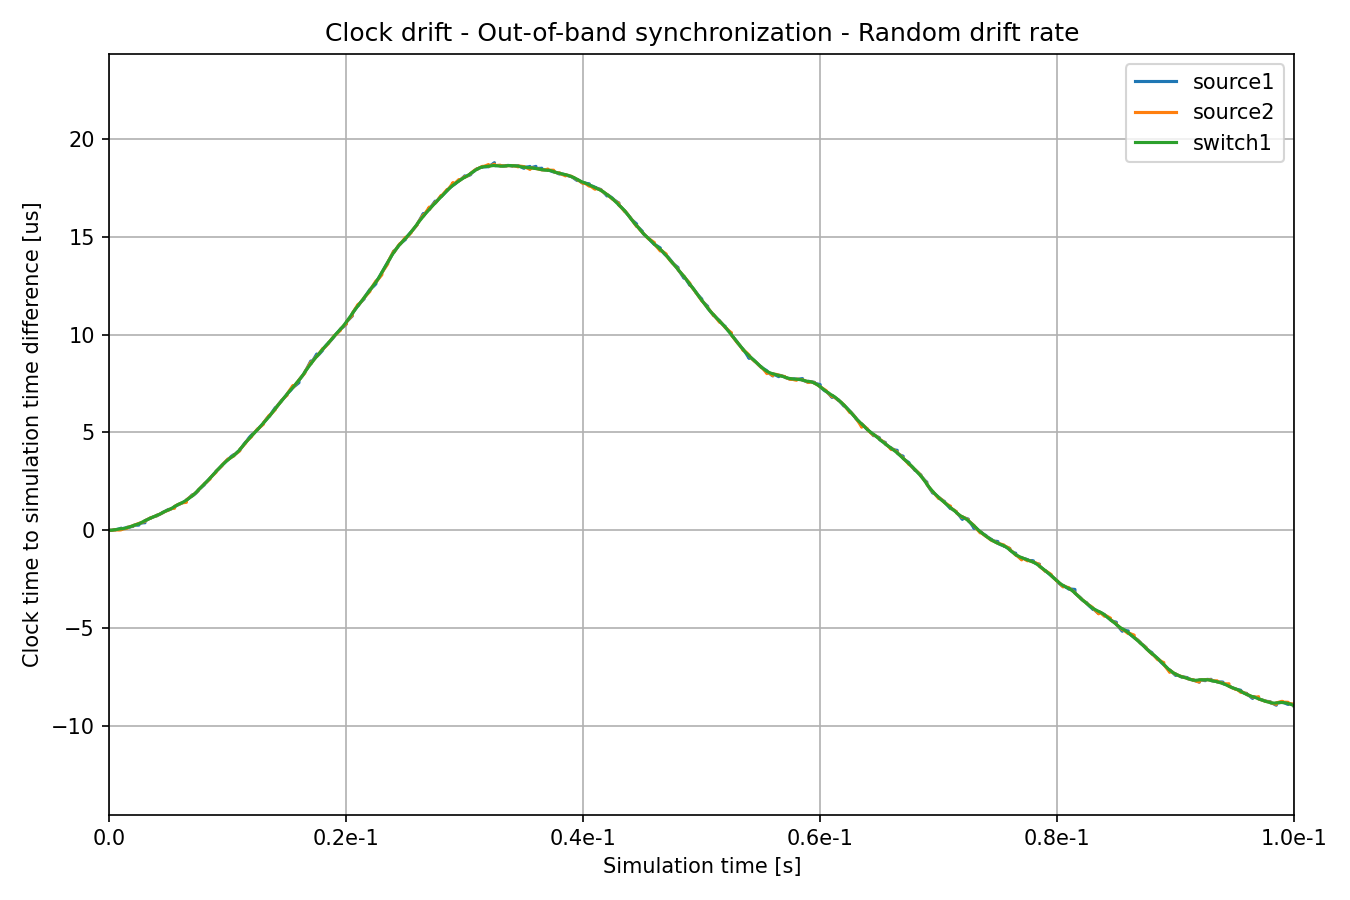 Clock drift - Out-of-band synchronization - Random drift rate
source1
source2
switch1
Clock time to simulation time difference [us]
20
15
10
5
0
−5
−10
0.0 0.2e-1 0.4e-1 0.6e-1 0.8e-1 1.0e-1
Simulation time [s]